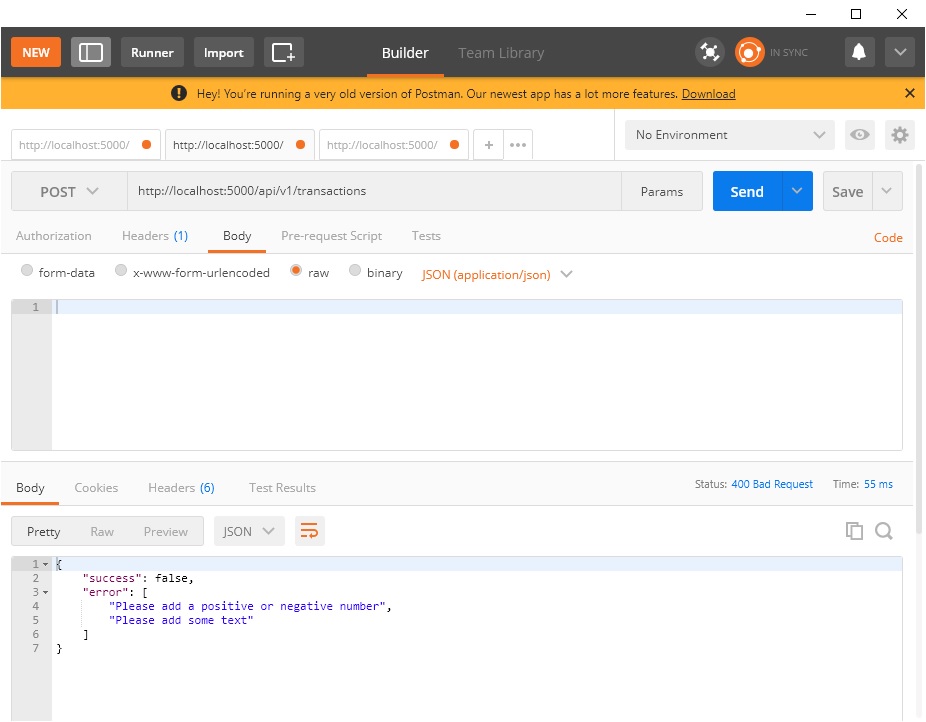 NEW Runner Import Builder Team Library IN SYNC
Hey! You're running a very old version of Postman. Our newest app has a lot more features. Download
http://localhost:5000/ http://localhost:5000/ http://localhost:5000/ No Environment
POST http://localhost:5000/api/v1/transactions Params Send Save
Authorization Headers (1) Body Pre-request Script Tests Code
form-data x-www-form-urlencoded raw binary JSON (application/json)
1
Body Cookies Headers (6) Test Results Status: 400 Bad Request Time: 55 ms
Pretty Raw Preview JSON
1 {
2 "success": false,
3 "error": [
4 "Please add a positive or negative number",
5 "Please add some text"
6 ]
7 }